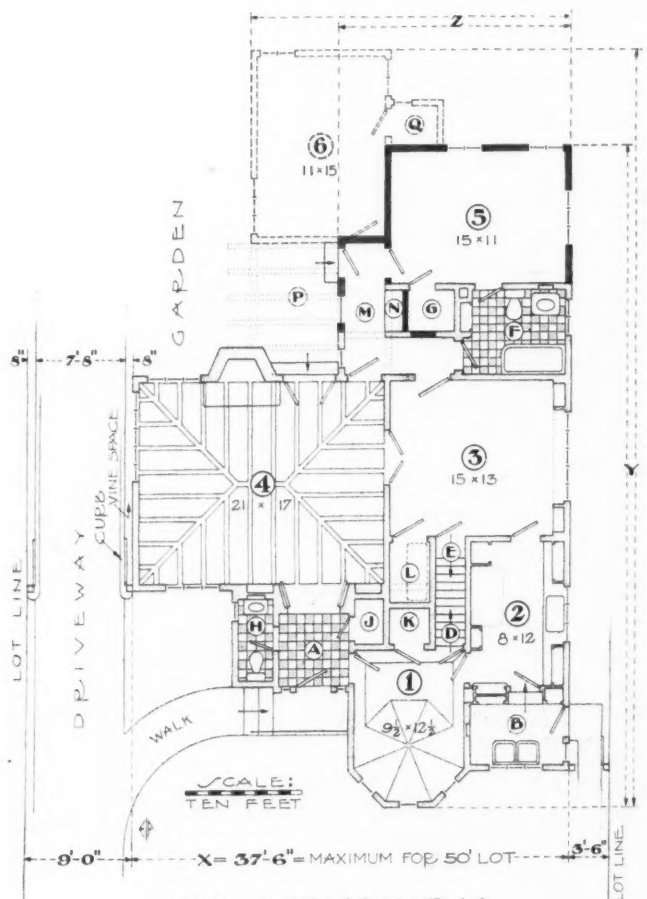 Z
6
11 x 15
Q
5
15 x 11
GARDEN
P
M
N
G
F
8"
7'-8"
8"
3
15 x 13
Y
4
21 x 17
CURB
VINE SPACE
DRIVEWAY
LOT LINE
L
E
2
8 x 12
H
A
J
K
D
1
9½ x 12½
B
WALK
SCALE:
TEN FEET
9'-0"
X = 37'-6" = MAXIMUM FOR 50' LOT
3'-6"
LOT LINE